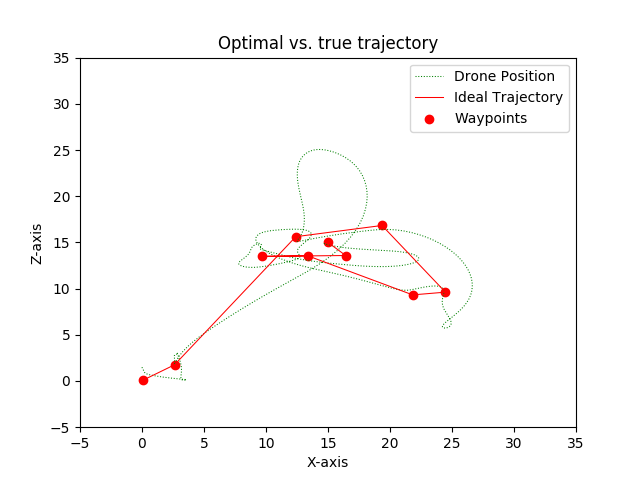 Optimal vs. true trajectory
Drone Position
Ideal Trajectory
Waypoints
35
30
25
20
15
10
5
0
−5
Z-axis
−5 0 5 10 15 20 25 30 35
X-axis